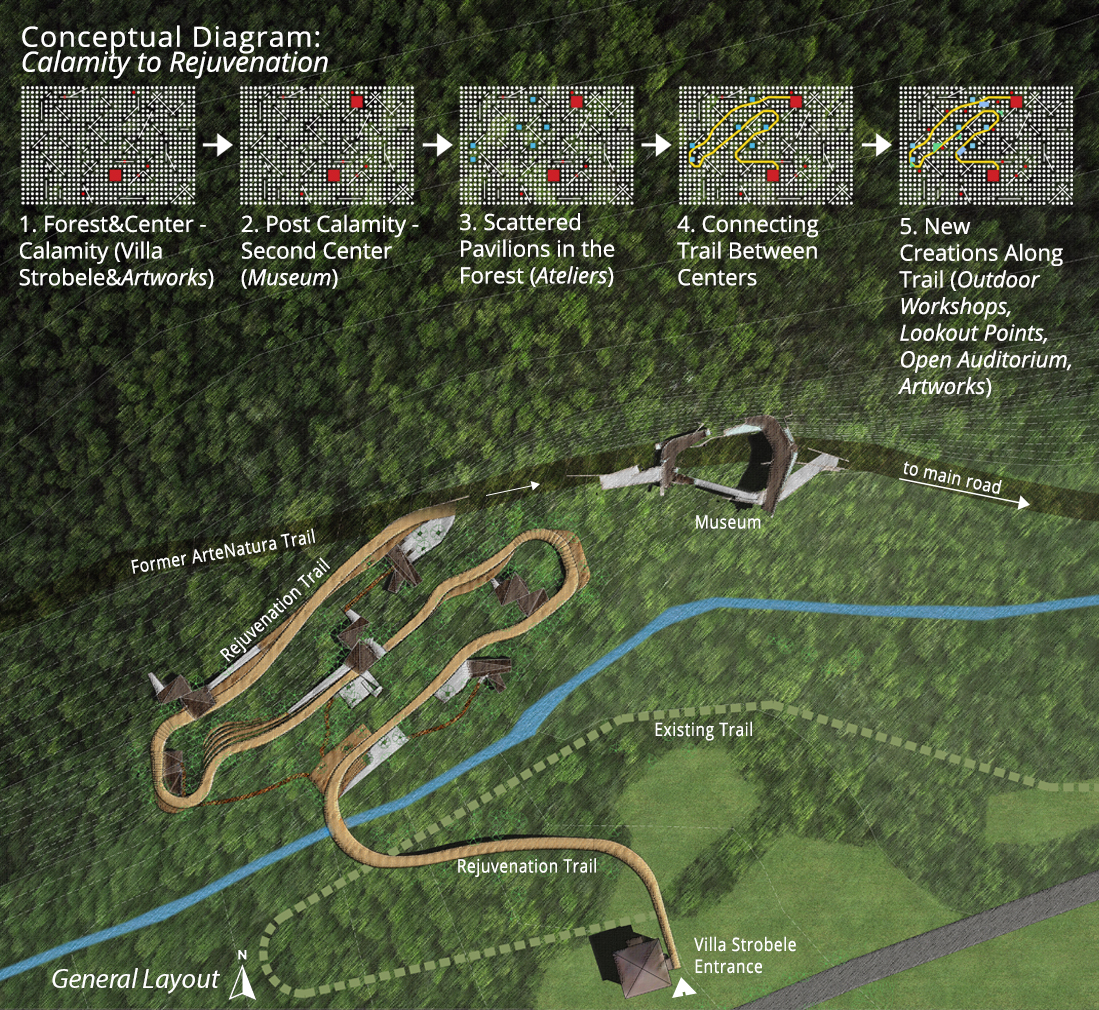 Conceptual Diagram:
Calamity to Rejuvenation
1. Forest&Center -
Calamity (Villa
Strobele&Artworks)
2. Post Calamity -
Second Center
(Museum)
3. Scattered
Pavilions in the
Forest (Ateliers)
4. Connecting
Trail Between
Centers
5. New
Creations Along
Trail (Outdoor
Workshops,
Lookout Points,
Open Auditorium,
Artworks)
to main road
Museum
Former ArteNatura Trail
Rejuvenation Trail
Existing Trail
Rejuvenation Trail
Villa Strobele
Entrance
N
General Layout